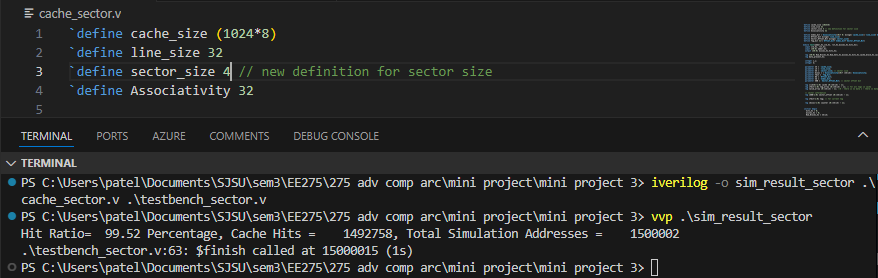 cache_sector.v
1 `define cache_size (1024*8)
2 `define line_size 32
3 `define sector_size 4 // new definition for sector size
4 `define Associativity 32
5
TERMINAL PORTS AZURE COMMENTS DEBUG CONSOLE
TERMINAL
PS C:\Users\patel\Documents\SJSU\sem3\EE275\275 adv comp arc\mini project\mini project 3> iverilog -o sim_result_sector .\
cache_sector.v .\testbench_sector.v
PS C:\Users\patel\Documents\SJSU\sem3\EE275\275 adv comp arc\mini project\mini project 3> vvp .\sim_result_sector
Hit Ratio=  99.52 Percentage, Cache Hits =    1492758, Total Simulation Addresses =    1500002
.\testbench_sector.v:63: $finish called at 15000015 (1s)
PS C:\Users\patel\Documents\SJSU\sem3\EE275\275 adv comp arc\mini project\mini project 3>